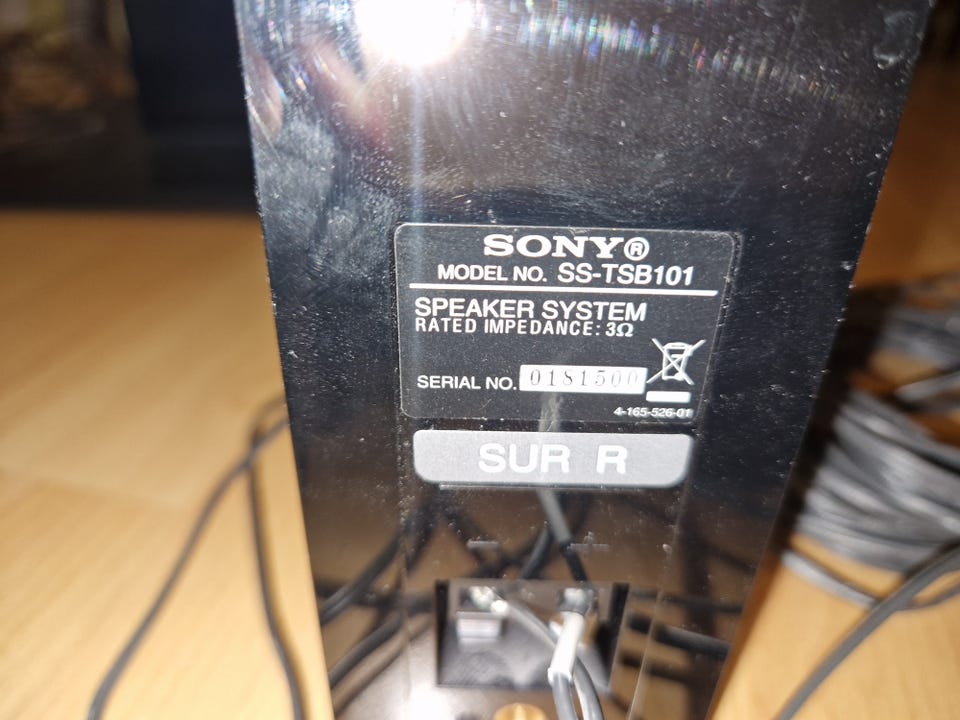 SONY®
MODEL NO. SS-TSB101
SPEAKER SYSTEM
RATED IMPEDANCE: 3Ω
SERIAL NO. 0181500
4-165-526-01
SUR R
− +